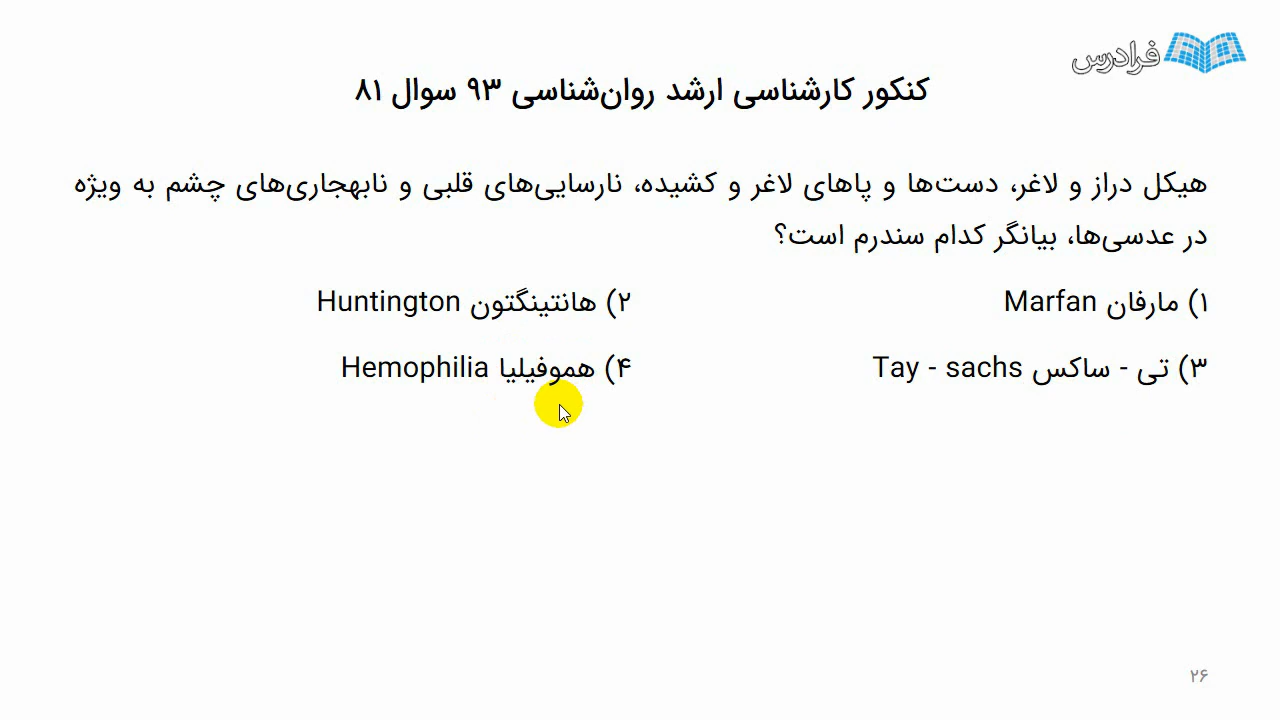 فرادرس
کنکور کارشناسی ارشد روان‌شناسی ۹۳ سوال ۸۱
هیکل دراز و لاغر، دست‌ها و پاهای لاغر و کشیده، نارسایی‌های قلبی و نابهجاری‌های چشم به ویژه
در عدسی‌ها، بیانگر کدام سندرم است؟
۱) مارفان Marfan ۲) هانتینگتون Huntington
۳) تی - ساکس Tay - sachs ۴) هموفیلیا Hemophilia
۲۶